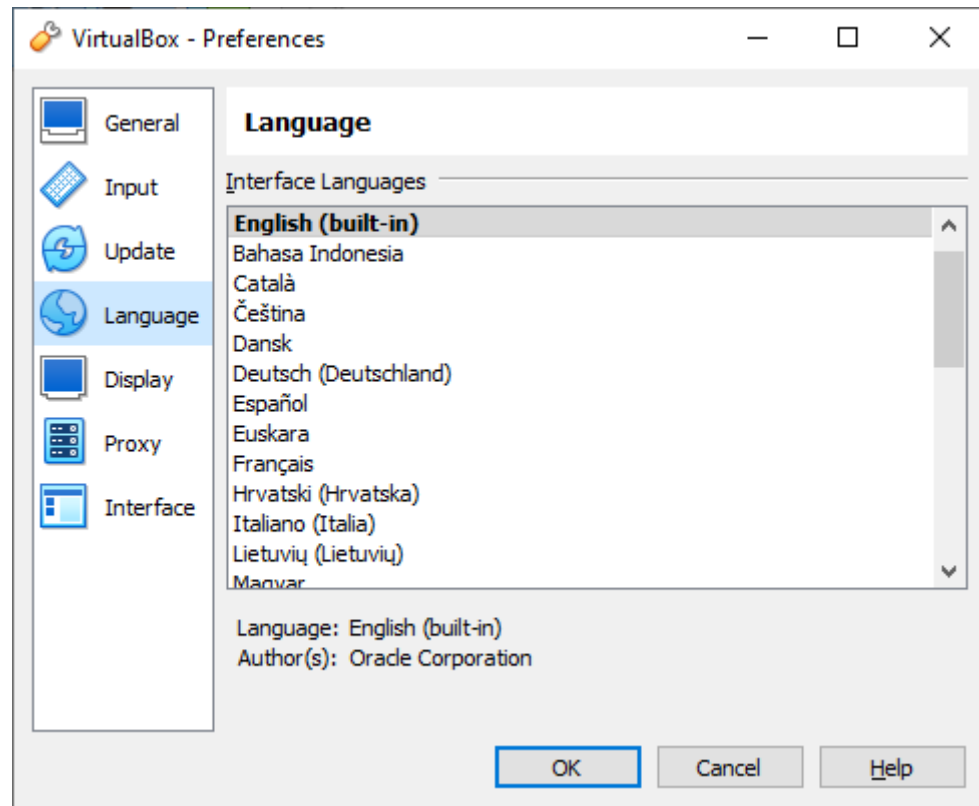 VirtualBox - Preferences
General
Input
Update
Language
Display
Proxy
Interface
Language
Interface Languages
English (built-in)
Bahasa Indonesia
Català
Čeština
Dansk
Deutsch (Deutschland)
Español
Euskara
Français
Hrvatski (Hrvatska)
Italiano (Italia)
Lietuvių (Lietuvių)
Magyar
Language: English (built-in)
Author(s): Oracle Corporation
OK
Cancel
Help